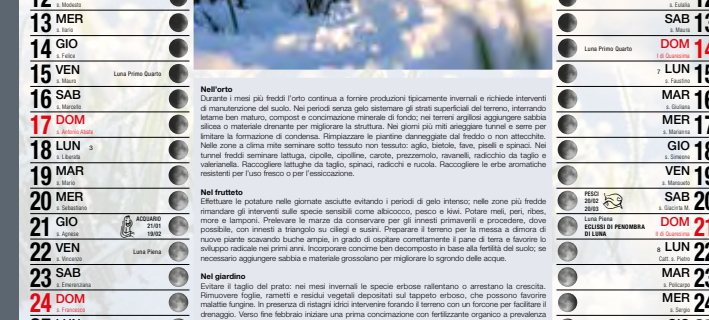 12
s. Modesto
13 MER
s. Ilario
14 GIO
s. Felice
15 VEN
s. Mauro
Luna Primo Quarto
16 SAB
s. Marcello
17 DOM
s. Antonio Abate
18 LUN 3
s. Liberata
19 MAR
s. Mario
20 MER
s. Sebastiano
21 GIO
s. Agnese
ACQUARIO
21/01
19/02
22 VEN
s. Vincenzo
Luna Piena
23 SAB
s. Emerenziana
24 DOM
s. Francesco
Nell'orto
Durante i mesi più freddi l'orto continua a fornire produzioni tipicamente invernali e richiede interventi
di manutenzione del suolo. Nei periodi senza gelo sistemare gli strati superficiali del terreno, interrando
letame ben maturo, compost e concimazione minerale di fondo; nei terreni argillosi aggiungere sabbia
silicea o materiale drenante per migliorare la struttura. Nei giorni più miti arieggiare tunnel e serre per
limitare la formazione di condensa. Rimpiazzare le piantine danneggiate dal freddo o non attecchite.
Nelle zone a clima mite seminare sotto tessuto non tessuto: aglio, bietole, fave, piselli e spinaci. Nei
tunnel freddi seminare lattuga, cipolle, cipolline, carote, prezzemolo, ravanelli, radicchio da taglio e
valerianella. Raccogliere lattughe da taglio, spinaci, radicchi e rucola. Raccogliere le erbe aromatiche
resistenti per l'uso fresco o per l'essiccazione.
Nel frutteto
Effettuare le potature nelle giornate asciutte evitando i periodi di gelo intenso; nelle zone più fredde
rimandare gli interventi sulle specie sensibili come albicocco, pesco e kiwi. Potare meli, peri, ribes,
more e lamponi. Prelevare le marze da conservare per gli innesti primaverili e procedere, dove
possibile, con innesti a triangolo su ciliegi e susini. Preparare il terreno per la messa a dimora di
nuove piante scavando buche ampie, in grado di ospitare correttamente il pane di terra e favorire lo
sviluppo radicale nei primi anni. Incorporare concime ben decomposto in base alla fertilità del suolo; se
necessario aggiungere sabbia e materiale grossolano per migliorare lo sgrondo delle acque.
Nel giardino
Evitare il taglio del prato: nei mesi invernali le specie erbose rallentano o arrestano la crescita.
Rimuovere foglie, rametti e residui vegetali depositati sul tappeto erboso, che possono favorire
malattie fungine. In presenza di ristagni idrici intervenire forando il terreno con un forcone per facilitare il
drenaggio. Verso fine febbraio iniziare una prima concimazione con fertilizzante organico a prevalenza
s. Eulalia
SAB
s. Maura
Luna Primo Quarto
DOM 14
I di Quaresima
7 LUN
s. Faustino
MAR
s. Giuliana
MER
s. Marianna
GIO
s. Simeone
VEN
s. Mansueto
PESCI
20/02
20/03
SAB
s. Giacinta M.
Luna Piena
ECLISSI DI PENOMBRA
DI LUNA
DOM
II di Quaresima
8 LUN
Catt. s. Pietro
MAR
s. Policarpo
MER
s. Sergio